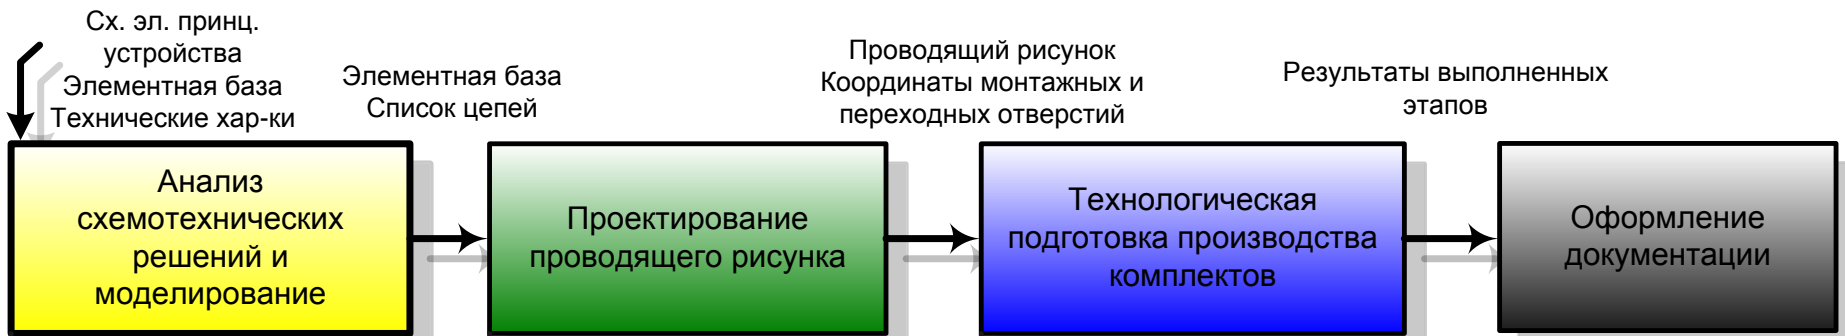 Сх. эл. принц.
устройства
Элементная база
Технические хар-ки
Элементная база
Список цепей
Проводящий рисунок
Координаты монтажных и
переходных отверстий
Результаты выполненных
этапов
Анализ
схемотехнических
решений и
моделирование
Проектирование
проводящего рисунка
Технологическая
подготовка производства
комплектов
Оформление
документации